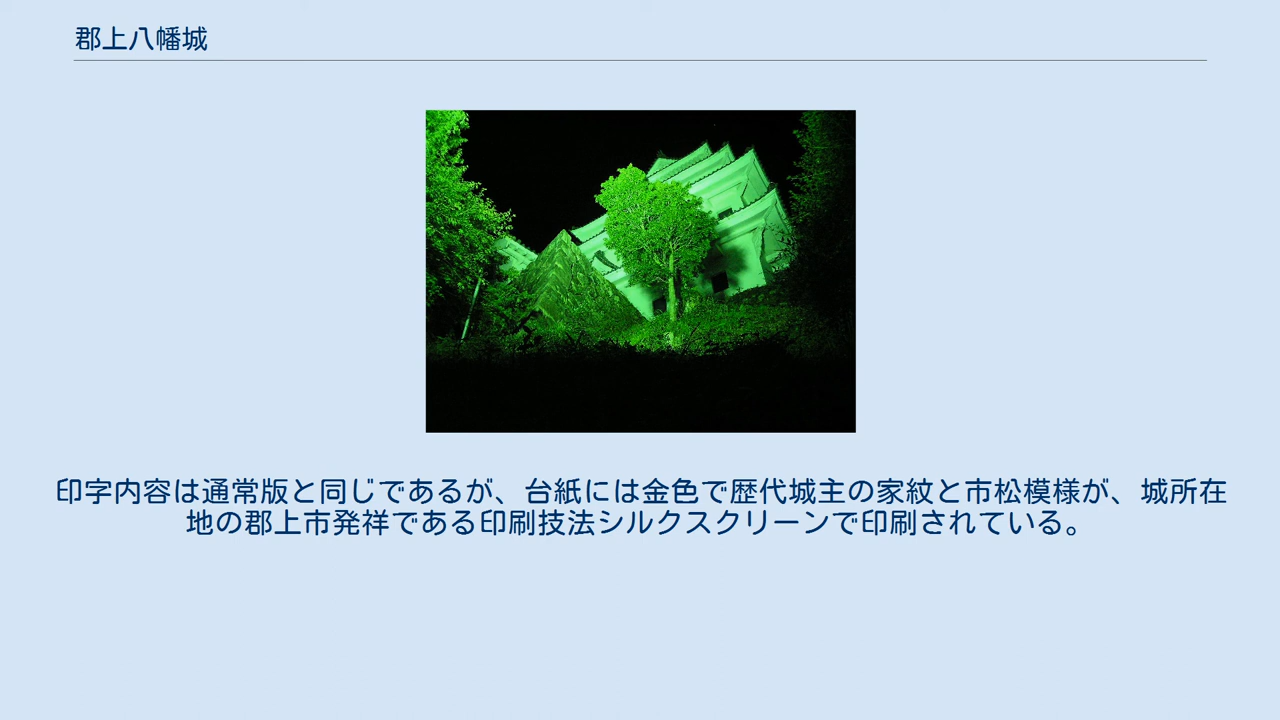 郡上八幡城
印字内容は通常版と同じであるが、台紙には金色で歴代城主の家紋と市松模様が、城所在
地の郡上市発祥である印刷技法シルクスクリーンで印刷されている。